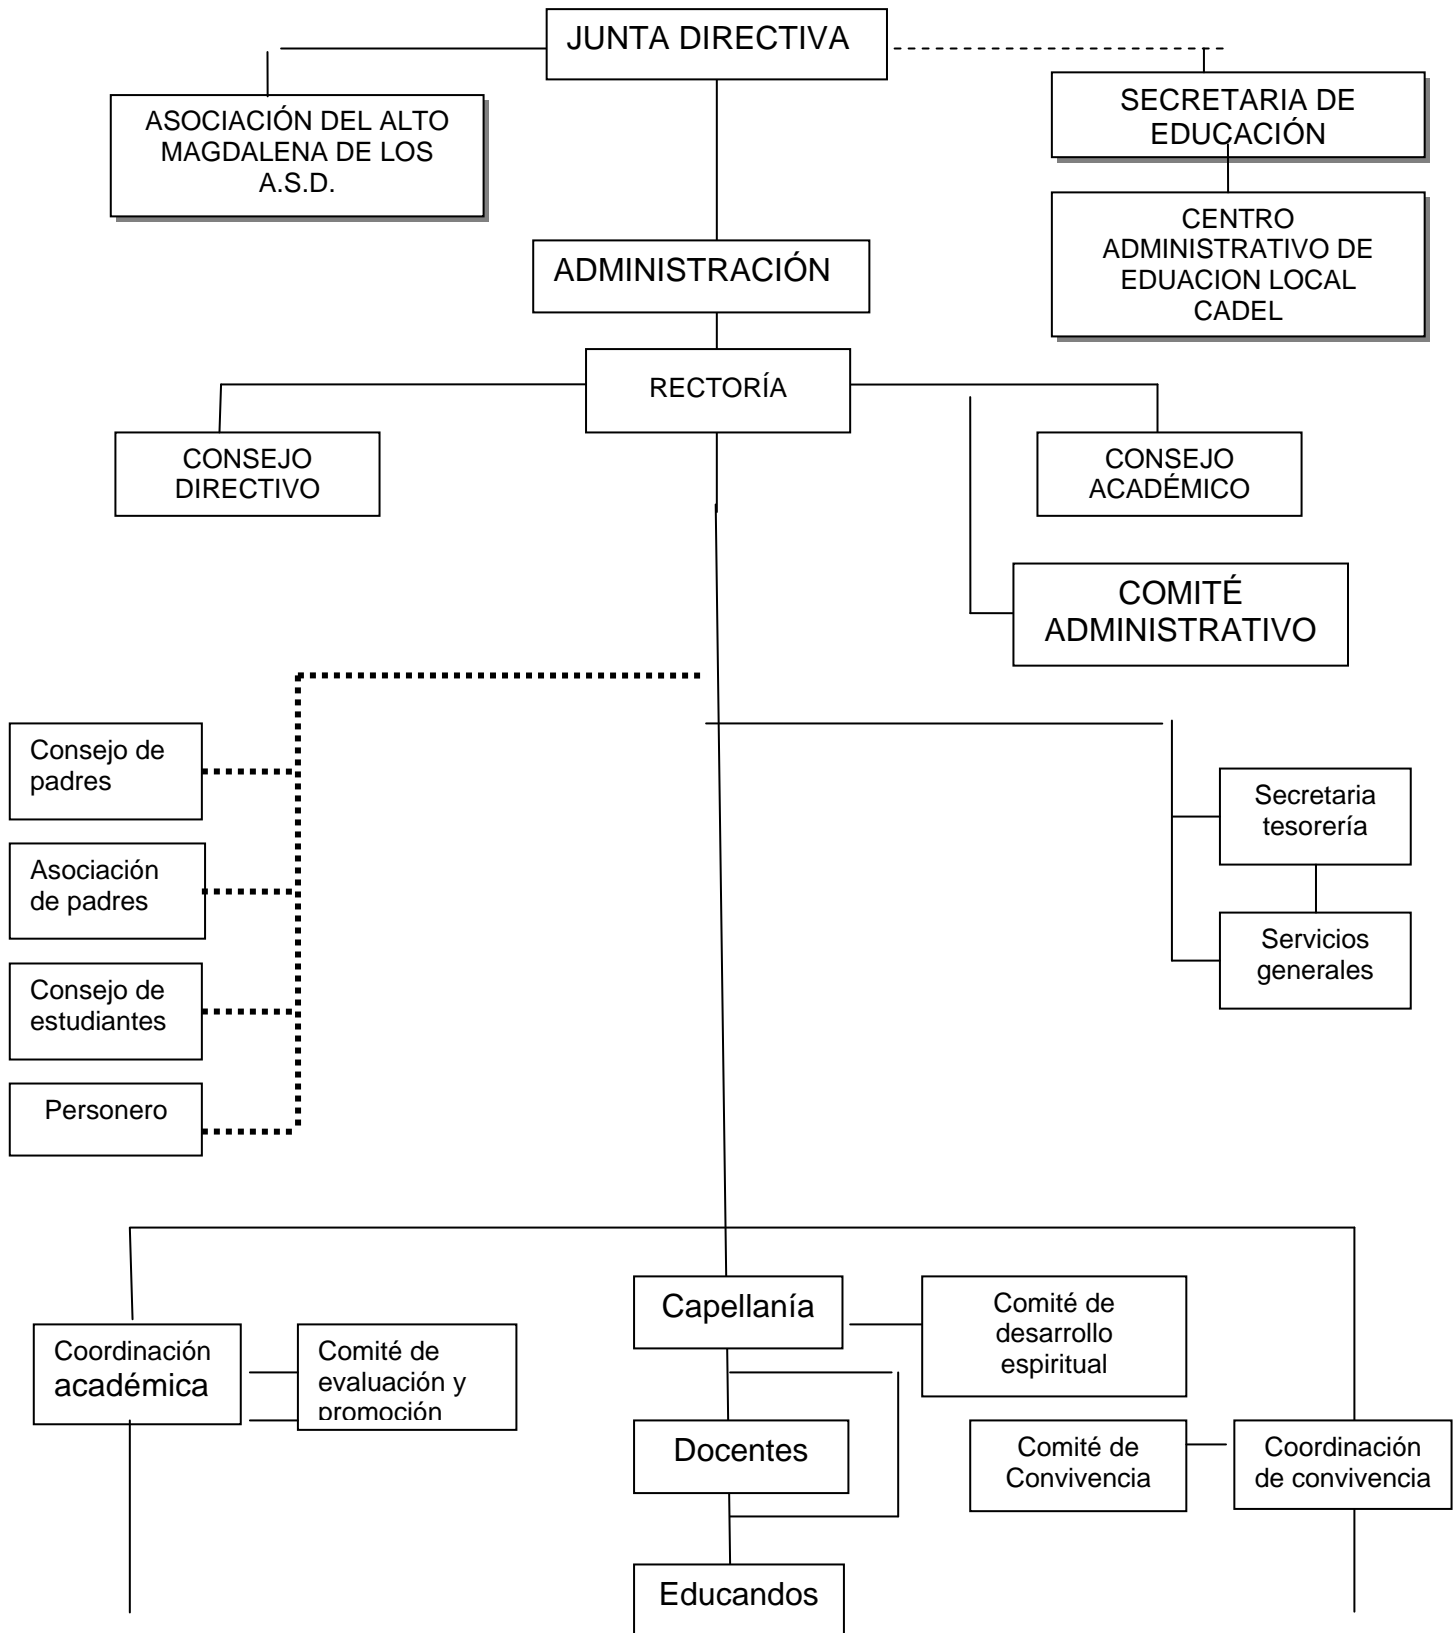 JUNTA DIRECTIVA
ASOCIACIÓN DEL ALTO
MAGDALENA DE LOS
A.S.D.
SECRETARIA DE
EDUCACIÓN
CENTRO
ADMINISTRATIVO DE
EDUACION LOCAL
CADEL
ADMINISTRACIÓN
RECTORÍA
CONSEJO
DIRECTIVO
CONSEJO
ACADÉMICO
COMITÉ
ADMINISTRATIVO
Consejo de
padres
Asociación
de padres
Consejo de
estudiantes
Personero
Secretaria
tesorería
Servicios
generales
Capellanía
Comité de
desarrollo
espiritual
Coordinación
académica
Comité de
evaluación y
promoción
Docentes
Comité de
Convivencia
Coordinación
de convivencia
Educandos